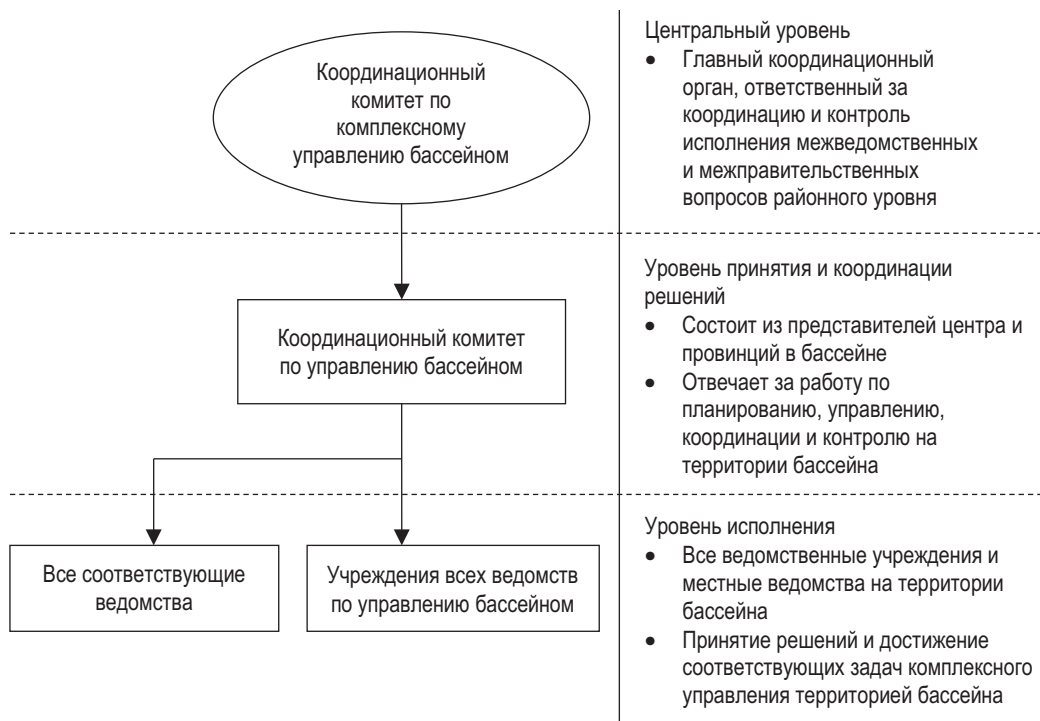 Координационный
комитет по
комплексному
управлению бассейном
Центральный уровень
• Главный координационный
орган, ответственный за
координацию и контроль
исполнения межведомственных
и межправительственных
вопросов районного уровня
Координационный комитет
по управлению бассейном
Уровень принятия и координации
решений
• Состоит из представителей центра и
провинций в бассейне
• Отвечает за работу по
планированию, управлению,
координации и контролю на
территории бассейна
Все соответствующие
ведомства
Учреждения всех ведомств
по управлению бассейном
Уровень исполнения
• Все ведомственные учреждения и
местные ведомства на территории
бассейна
• Принятие решений и достижение
соответствующих задач комплексного
управления территорией бассейна